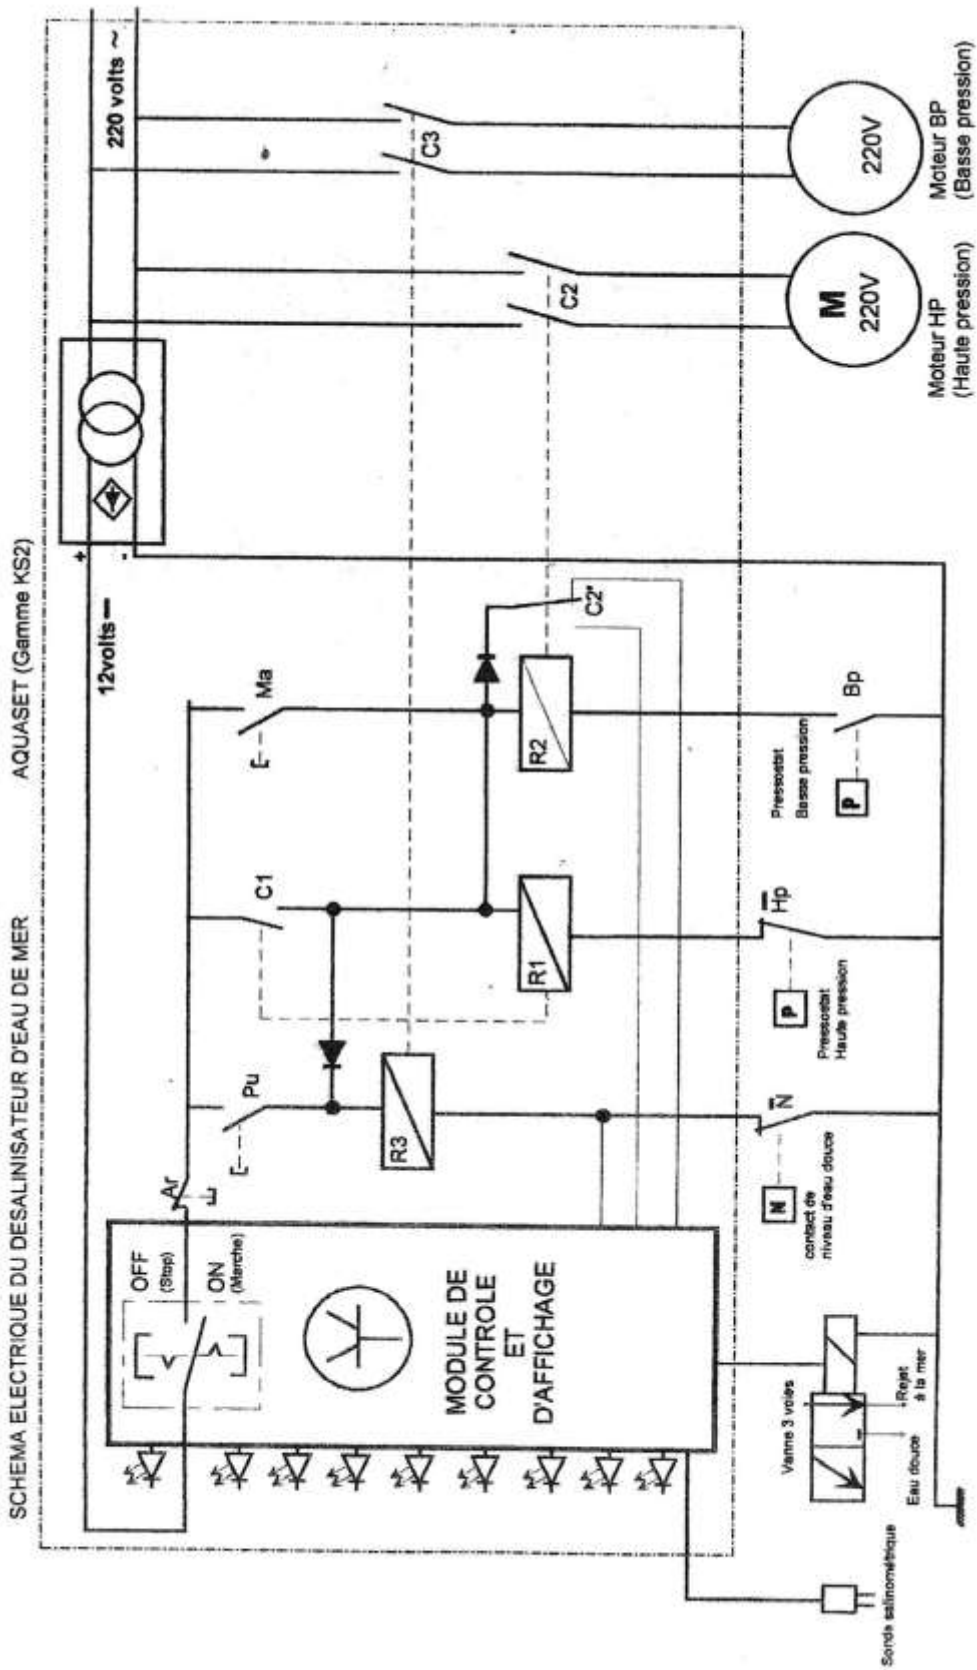 SCHEMA ELECTRIQUE DU DESALINISATEUR D'EAU DE MER
AQUASET (Gamme KS2)
12volts
+
-
220 volts ~
OFF
(Stop)
ON
(Marche)
Ar
Pu
C1
Ma
MODULE DE
CONTROLE
ET
D'AFFICHAGE
R3
R1
R2
C2'
C2
C3
Vanne 3 voies
Eau douce
Rejet
à la mer
Sonde salinométrique
N
N
contact de
niveau d'eau douce
P
Hp
Pressostat
Haute pression
Pressostat
Basse pression
P
Bp
M
220V
Moteur HP
(Haute pression)
220V
Moteur BP
(Basse pression)